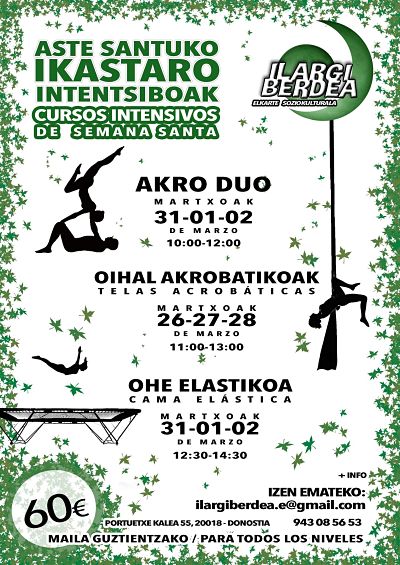 ASTE SANTUKO
IKASTARO
INTENTSIBOAK
CURSOS INTENSIVOS
DE SEMANA SANTA
ILARGI
BERDEA
ELKARTE SOZIOKULTURALA
AKRO DUO
MARTXOAK
31-01-02
DE MARZO
10:00-12:00
OIHAL AKROBATIKOAK
TELAS ACROBÁTICAS
MARTXOAK
26-27-28
DE MARZO
11:00-13:00
OHE ELASTIKOA
CAMA ELÁSTICA
MARTXOAK
31-01-02
DE MARZO
12:30-14:30
+ INFO
IZEN EMATEKO:
ilargiberdea.e@gmail.com
PORTUETXE KALEA 55, 20018 - DONOSTIA 943 08 56 53
60€
MAILA GUZTIENTZAKO / PARA TODOS LOS NIVELES